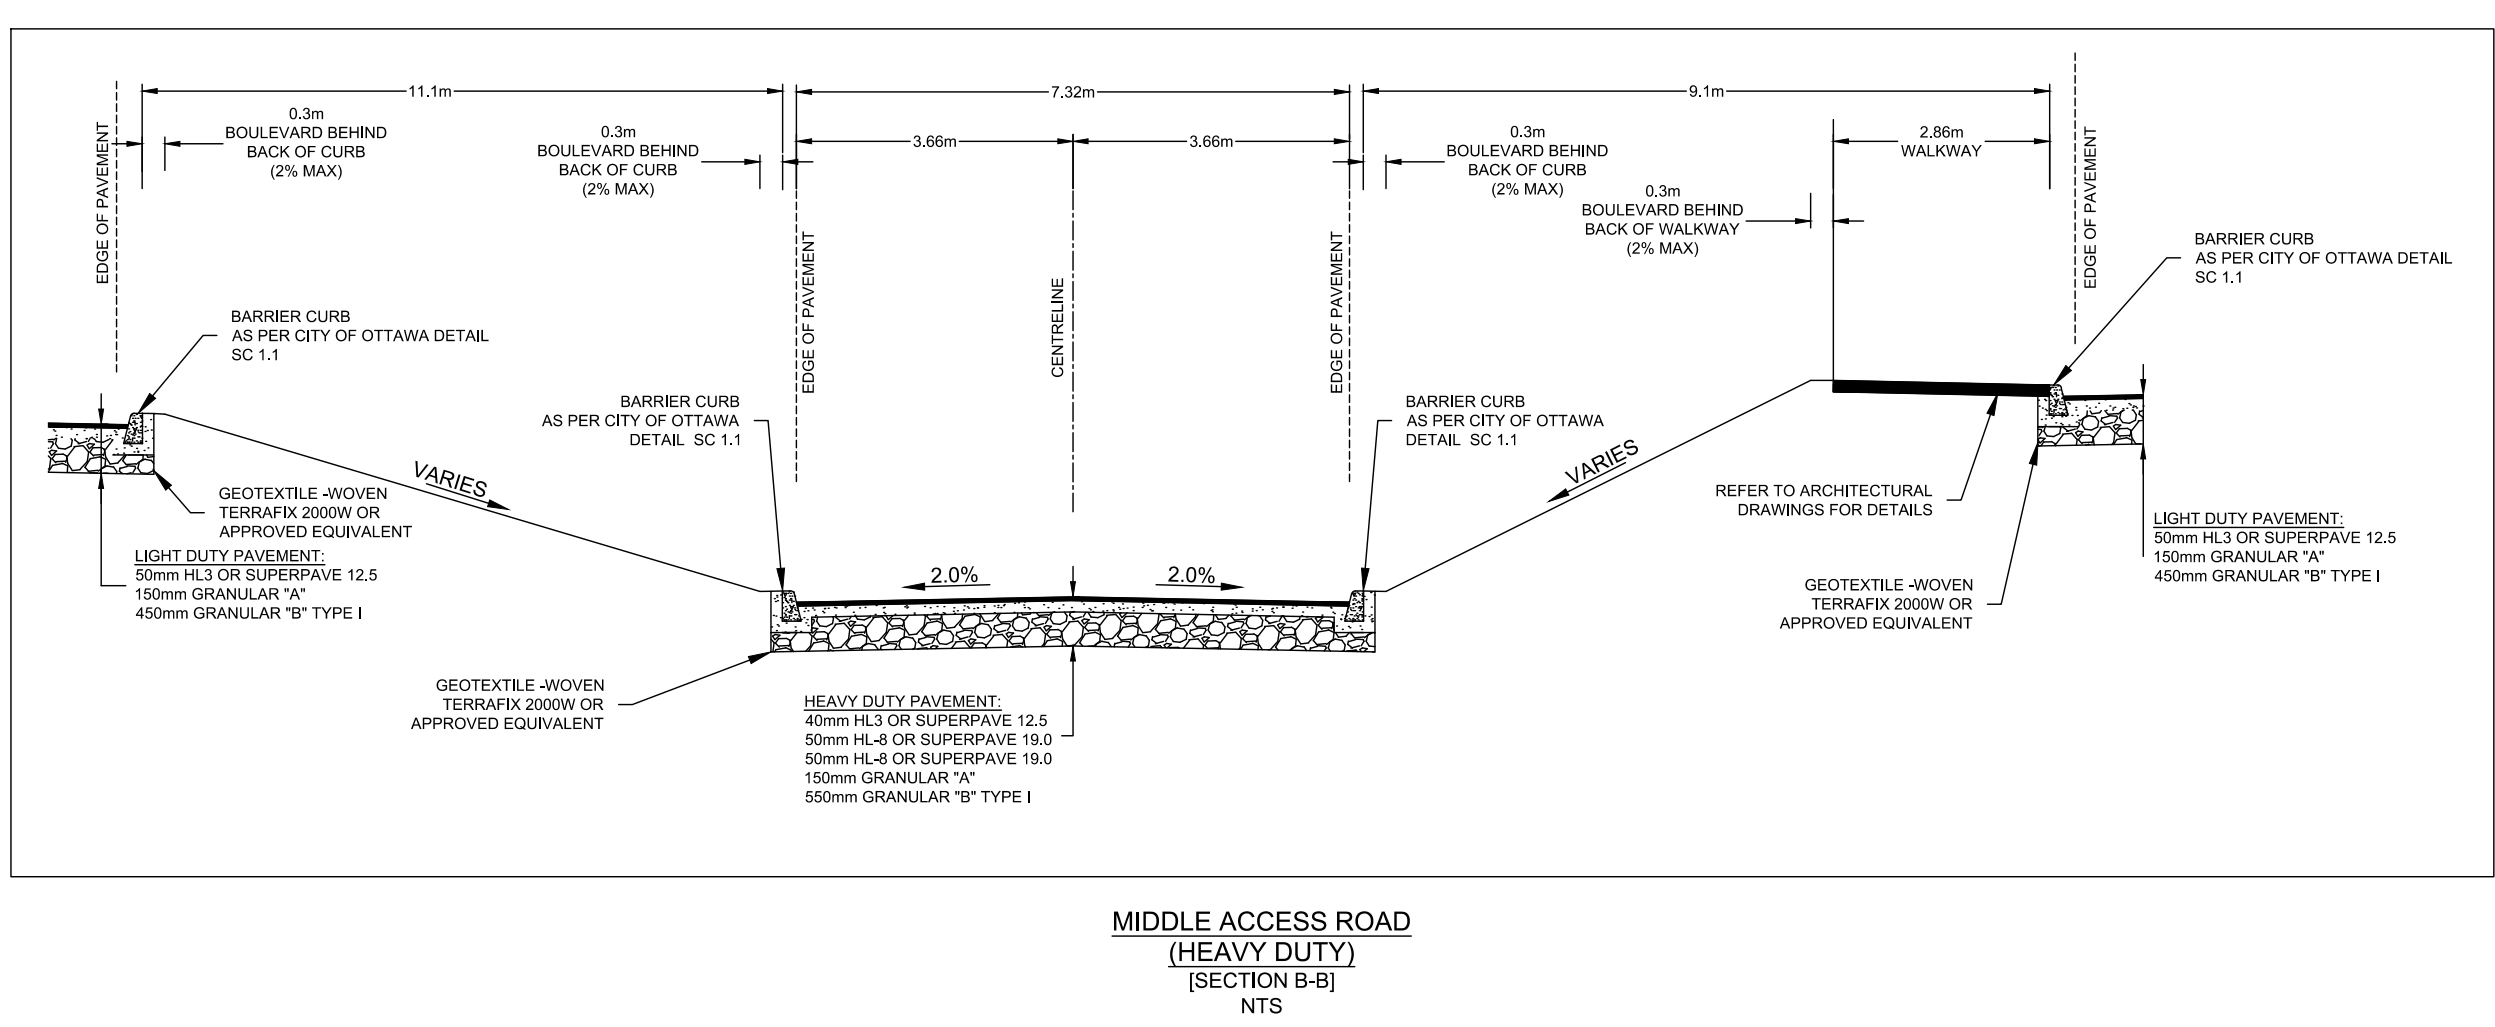 11.1m
7.32m
9.1m
3.66m
3.66m
2.86m
WALKWAY
0.3m
BOULEVARD BEHIND
BACK OF CURB
(2% MAX)
0.3m
BOULEVARD BEHIND
BACK OF CURB
(2% MAX)
0.3m
BOULEVARD BEHIND
BACK OF CURB
(2% MAX)
0.3m
BOULEVARD BEHIND
BACK OF WALKWAY
(2% MAX)
EDGE OF PAVEMENT
EDGE OF PAVEMENT
CENTRELINE
EDGE OF PAVEMENT
EDGE OF PAVEMENT
BARRIER CURB
AS PER CITY OF OTTAWA DETAIL
SC 1.1
BARRIER CURB
AS PER CITY OF OTTAWA DETAIL
SC 1.1
BARRIER CURB
AS PER CITY OF OTTAWA
DETAIL SC 1.1
BARRIER CURB
AS PER CITY OF OTTAWA
DETAIL SC 1.1
VARIES
VARIES
GEOTEXTILE -WOVEN
TERRAFIX 2000W OR
APPROVED EQUIVALENT
LIGHT DUTY PAVEMENT:
50mm HL3 OR SUPERPAVE 12.5
150mm GRANULAR "A"
450mm GRANULAR "B" TYPE I
REFER TO ARCHITECTURAL
DRAWINGS FOR DETAILS
LIGHT DUTY PAVEMENT:
50mm HL3 OR SUPERPAVE 12.5
150mm GRANULAR "A"
450mm GRANULAR "B" TYPE I
2.0%
2.0%
GEOTEXTILE -WOVEN
TERRAFIX 2000W OR
APPROVED EQUIVALENT
GEOTEXTILE -WOVEN
TERRAFIX 2000W OR
APPROVED EQUIVALENT
HEAVY DUTY PAVEMENT:
40mm HL3 OR SUPERPAVE 12.5
50mm HL-8 OR SUPERPAVE 19.0
50mm HL-8 OR SUPERPAVE 19.0
150mm GRANULAR "A"
550mm GRANULAR "B" TYPE I
MIDDLE ACCESS ROAD
(HEAVY DUTY)
[SECTION B-B]
NTS